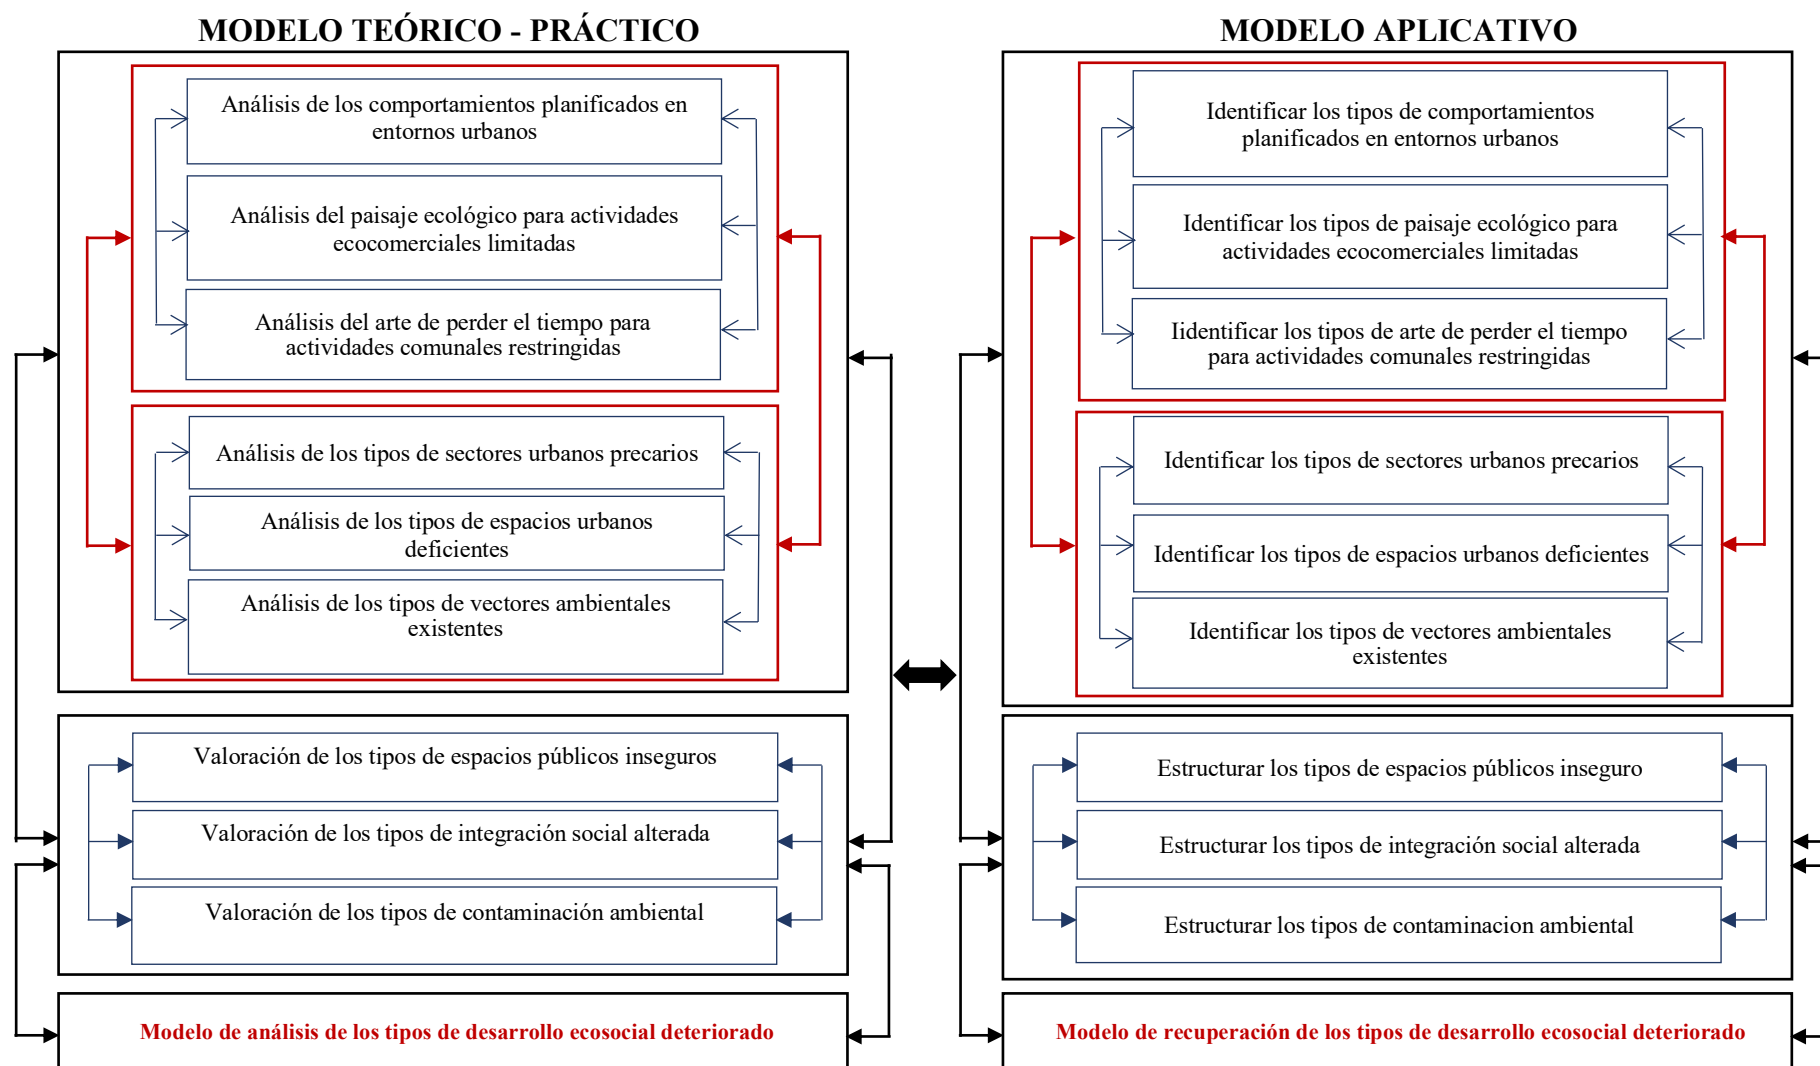 MODELO TEÓRICO - PRÁCTICO
Análisis de los comportamientos planificados en
entornos urbanos
Análisis del paisaje ecológico para actividades
ecocomerciales limitadas
Análisis del arte de perder el tiempo para
actividades comunales restringidas
Análisis de los tipos de sectores urbanos precarios
Análisis de los tipos de espacios urbanos
deficientes
Análisis de los tipos de vectores ambientales
existentes
Valoración de los tipos de espacios públicos inseguros
Valoración de los tipos de integración social alterada
Valoración de los tipos de contaminación ambiental
Modelo de análisis de los tipos de desarrollo ecosocial deteriorado
MODELO APLICATIVO
Identificar los tipos de comportamientos
planificados en entornos urbanos
Identificar los tipos de paisaje ecológico para
actividades ecocomerciales limitadas
Iidentificar los tipos de arte de perder el tiempo
para actividades comunales restringidas
Identificar los tipos de sectores urbanos precarios
Identificar los tipos de espacios urbanos deficientes
Identificar los tipos de vectores ambientales
existentes
Estructurar los tipos de espacios públicos inseguro
Estructurar los tipos de integración social alterada
Estructurar los tipos de contaminacion ambiental
Modelo de recuperación de los tipos de desarrollo ecosocial deteriorado